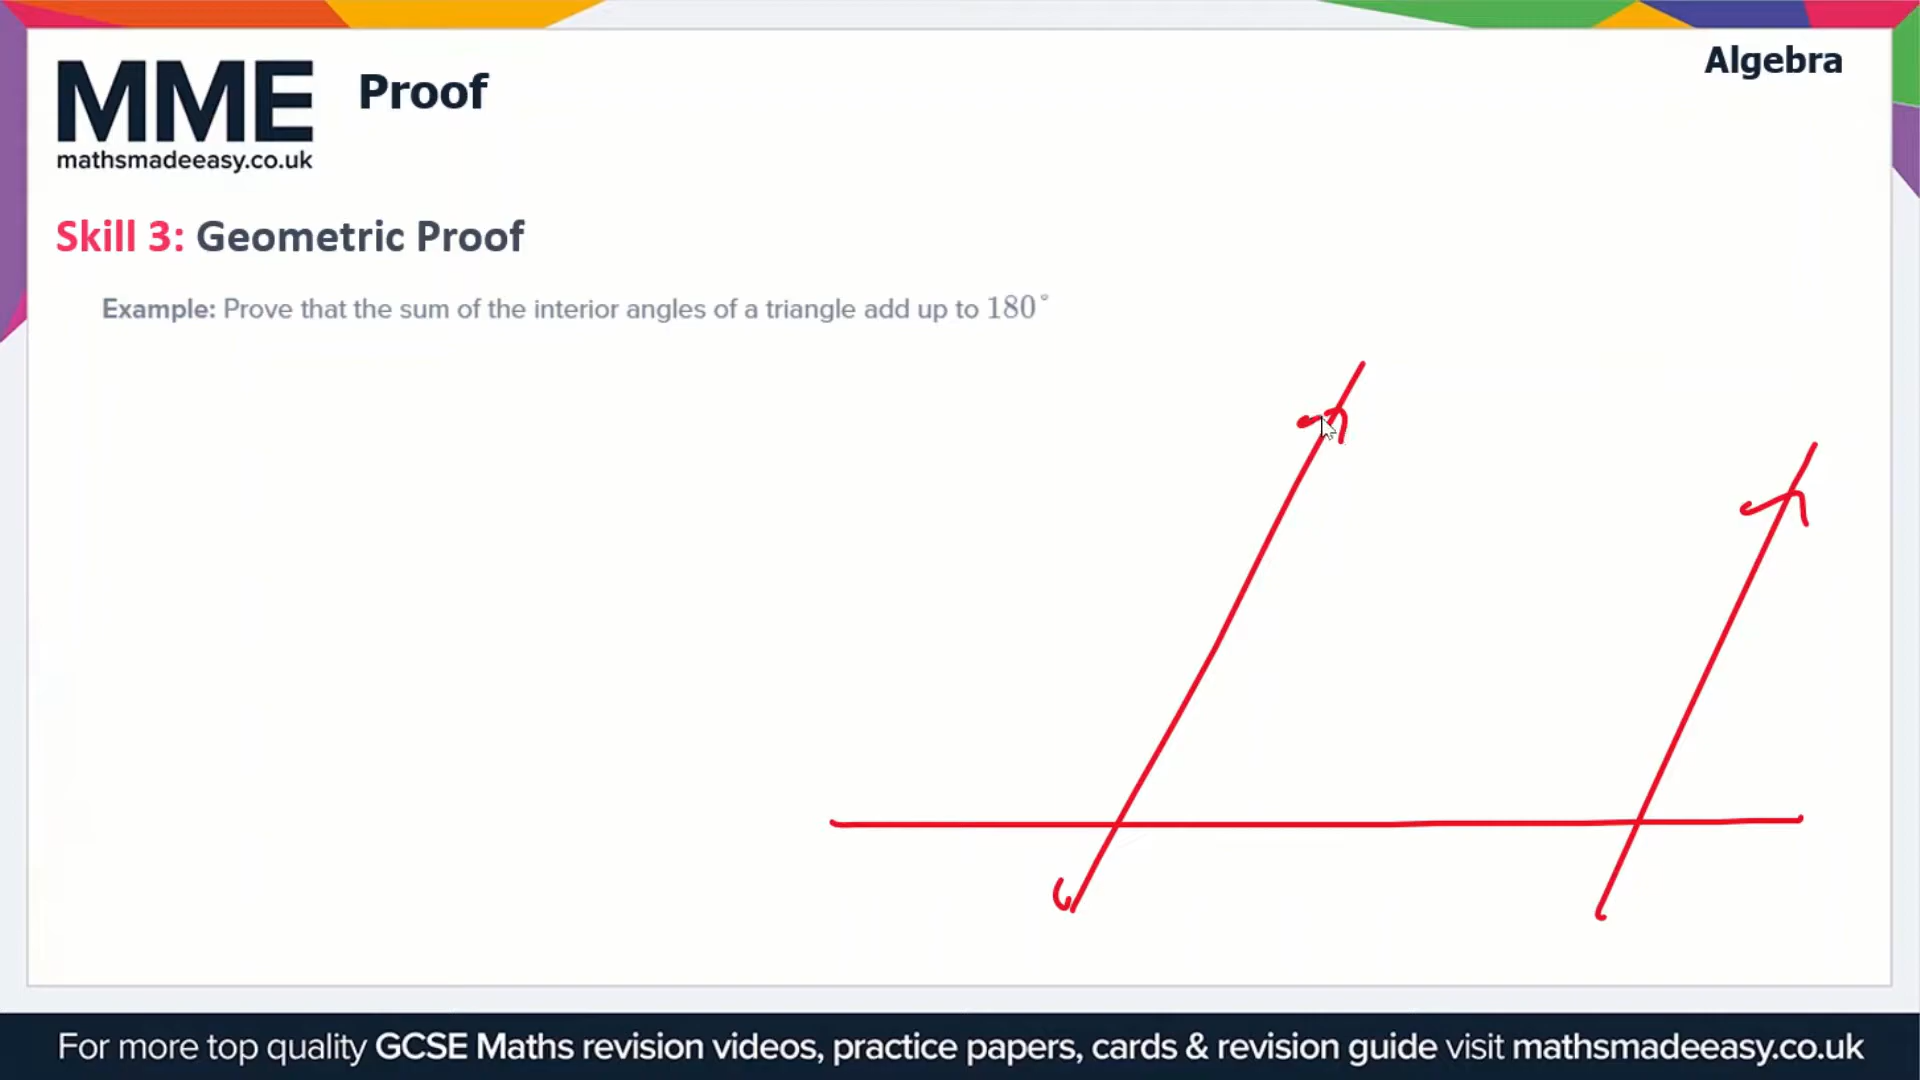 MME
mathsmadeeasy.co.uk
Proof
Algebra
Skill 3: Geometric Proof
Example: Prove that the sum of the interior angles of a triangle add up to 180°
For more top quality GCSE Maths revision videos, practice papers, cards & revision guide visit mathsmadeeasy.co.uk